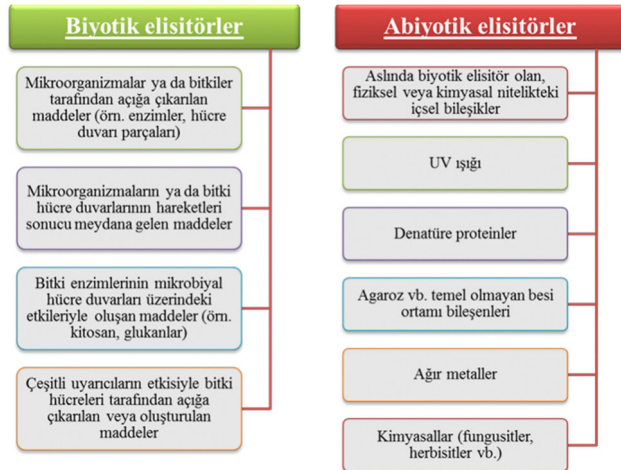 Biyotik elisitörler
Mikroorganizmalar ya da bitkiler
tarafından açığa çıkarılan
maddeler (örn. enzimler, hücre
duvarı parçaları)
Mikroorganizmaların ya da bitki
hücre duvarlarının hareketleri
sonucu meydana gelen maddeler
Bitki enzimlerinin mikrobiyal
hücre duvarları üzerindeki
etkileriyle oluşan maddeler (örn.
kitosan, glukanlar)
Çeşitli uyarıcıların etkisiyle bitki
hücreleri tarafından açığa
çıkarılan veya oluşturulan
maddeler
Abiyotik elisitörler
Aslında biyotik elisitör olan,
fiziksel veya kimyasal nitelikteki
içsel bileşikler
UV ışığı
Denatüre proteinler
Agaroz vb. temel olmayan besi
ortamı bileşenleri
Ağır metaller
Kimyasallar (fungusitler,
herbisitler vb.)